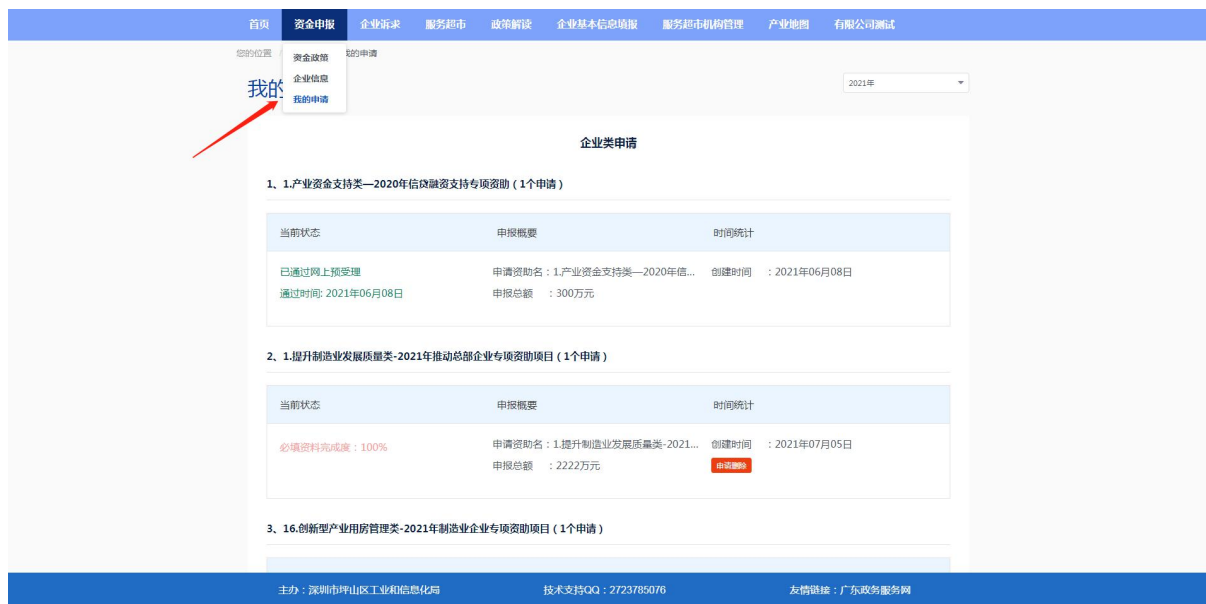 首页 资金申报 企业诉求 服务超市 政策解读 企业基本信息填报 服务超市机构管理 产业地图 有限公司测试
您的位置 我的申请
资金政策
企业信息
我的申请
我的
2021年
企业类申请
1、1.产业资金支持类—2020年信贷融资支持专项资助（1个申请）
当前状态 申报概要 时间统计
已通过网上预受理 申请资助名：1.产业资金支持类—2020年信... 创建时间 ：2021年06月08日
通过时间: 2021年06月08日 申报总额 ：300万元
2、1.提升制造业发展质量类-2021年推动总部企业专项资助项目（1个申请）
当前状态 申报概要 时间统计
必填资料完成度：100% 申请资助名：1.提升制造业发展质量类-2021... 创建时间 ：2021年07月05日
申报总额 ：2222万元 申请删除
3、16.创新型产业用房管理类-2021年制造业企业专项资助项目（1个申请）
主办：深圳市坪山区工业和信息化局 技术支持QQ：2723785076 友情链接：广东政务服务网